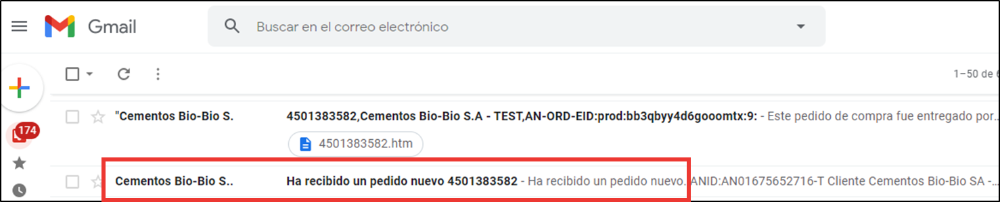 Gmail
Buscar en el correo electrónico
1–50 de
"Cementos Bio-Bio S. 4501383582,Cementos Bio-Bio S.A - TEST,AN-ORD-EID:prod:bb3qbyy4d6gooomtx:9: - Este pedido de compra fue entregado por...
174
4501383582.htm
Cementos Bio-Bio S.. Ha recibido un pedido nuevo 4501383582 - Ha recibido un pedido nuevo. ANID:AN01675652716-T Cliente Cementos Bio-Bio SA -...